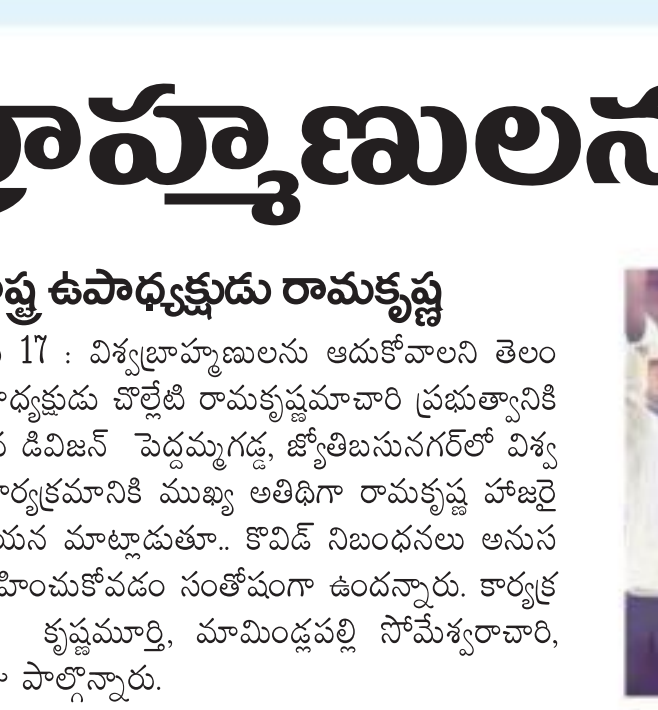 బ్రాహ్మణులను
రాష్ట్ర ఉపాధ్యక్షుడు రామకృష్ణ
17 : విశ్వబ్రాహ్మణులను ఆదుకోవాలని తెలం
పాధ్యక్షుడు చొల్లేటి రామకృష్ణమాచారి ప్రభుత్వానికి
డివిజన్ పెద్దమ్మగడ్డ, జ్యోతిబసునగర్‌లో విశ్వ
ార్యక్రమానికి ముఖ్య అతిథిగా రామకృష్ణ హాజరై
యన మాట్లాడుతూ.. కొవిడ్ నిబంధనలు అనుస
హించుకోవడం సంతోషంగా ఉందన్నారు. కార్యక్ర
కృష్ణమూర్తి, మామిండ్లపల్లి సోమేశ్వరాచారి,
పాల్గొన్నారు.